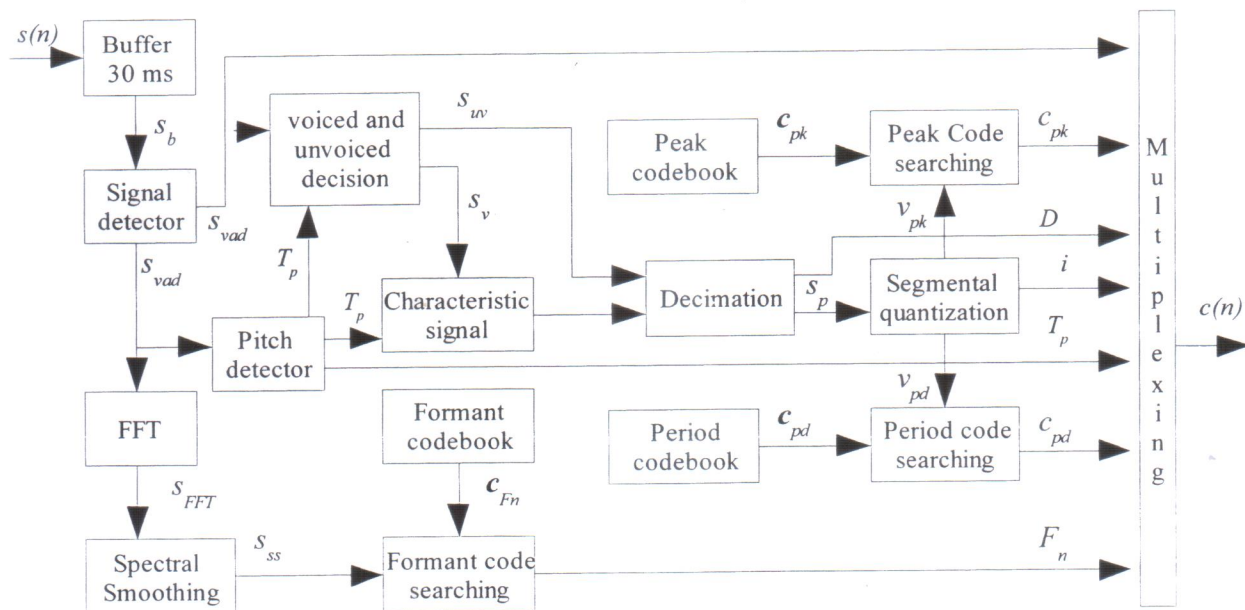 s(n)
Buffer
30 ms
s_b
Signal
detector
s_vad
s_vad
voiced and
unvoiced
decision
s_uv
s_v
T_p
T_p
Characteristic
signal
Pitch
detector
FFT
s_FFT
Spectral
Smoothing
s_ss
Formant
codebook
c_Fn
Formant code
searching
Decimation
s_p
Peak
codebook
c_pk
Peak Code
searching
c_pk
v_pk
D
Segmental
quantization
i
T_p
v_pd
Period
codebook
c_pd
Period code
searching
c_pd
F_n
Multiplexing
c(n)